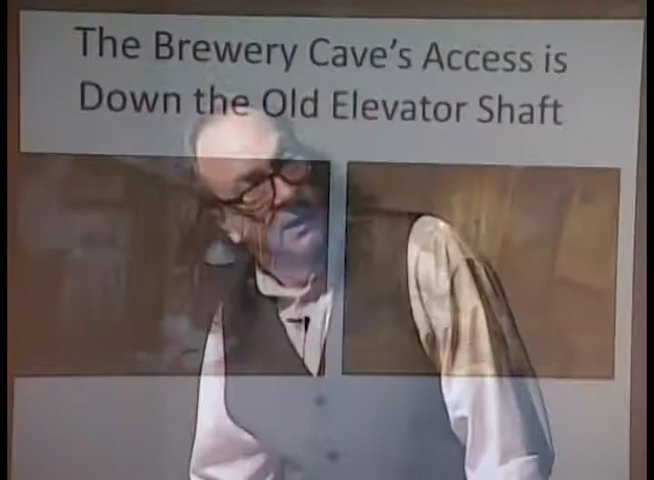 The Brewery Cave's Access is
Down the Old Elevator Shaft